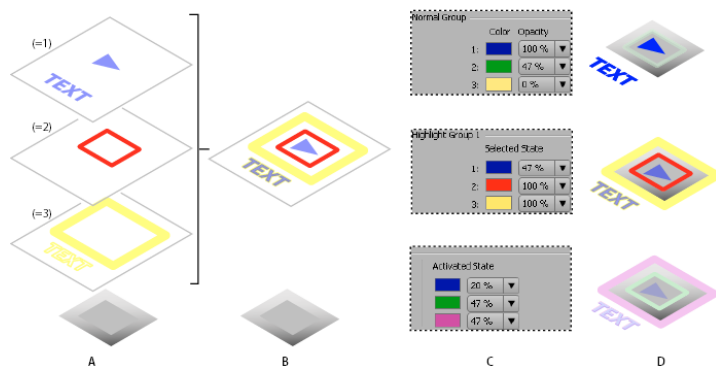 (=1)
TEXT
(=2)
(=3)
TEXT
TEXT
Normal Group
Color Opacity
1: 100 %
2: 47 %
3: 0 %
Highlight Group 1
Selected State
1: 47 %
2: 100 %
3: 100 %
Activated State
20 %
47 %
47 %
TEXT
TEXT
TEXT
A B C D